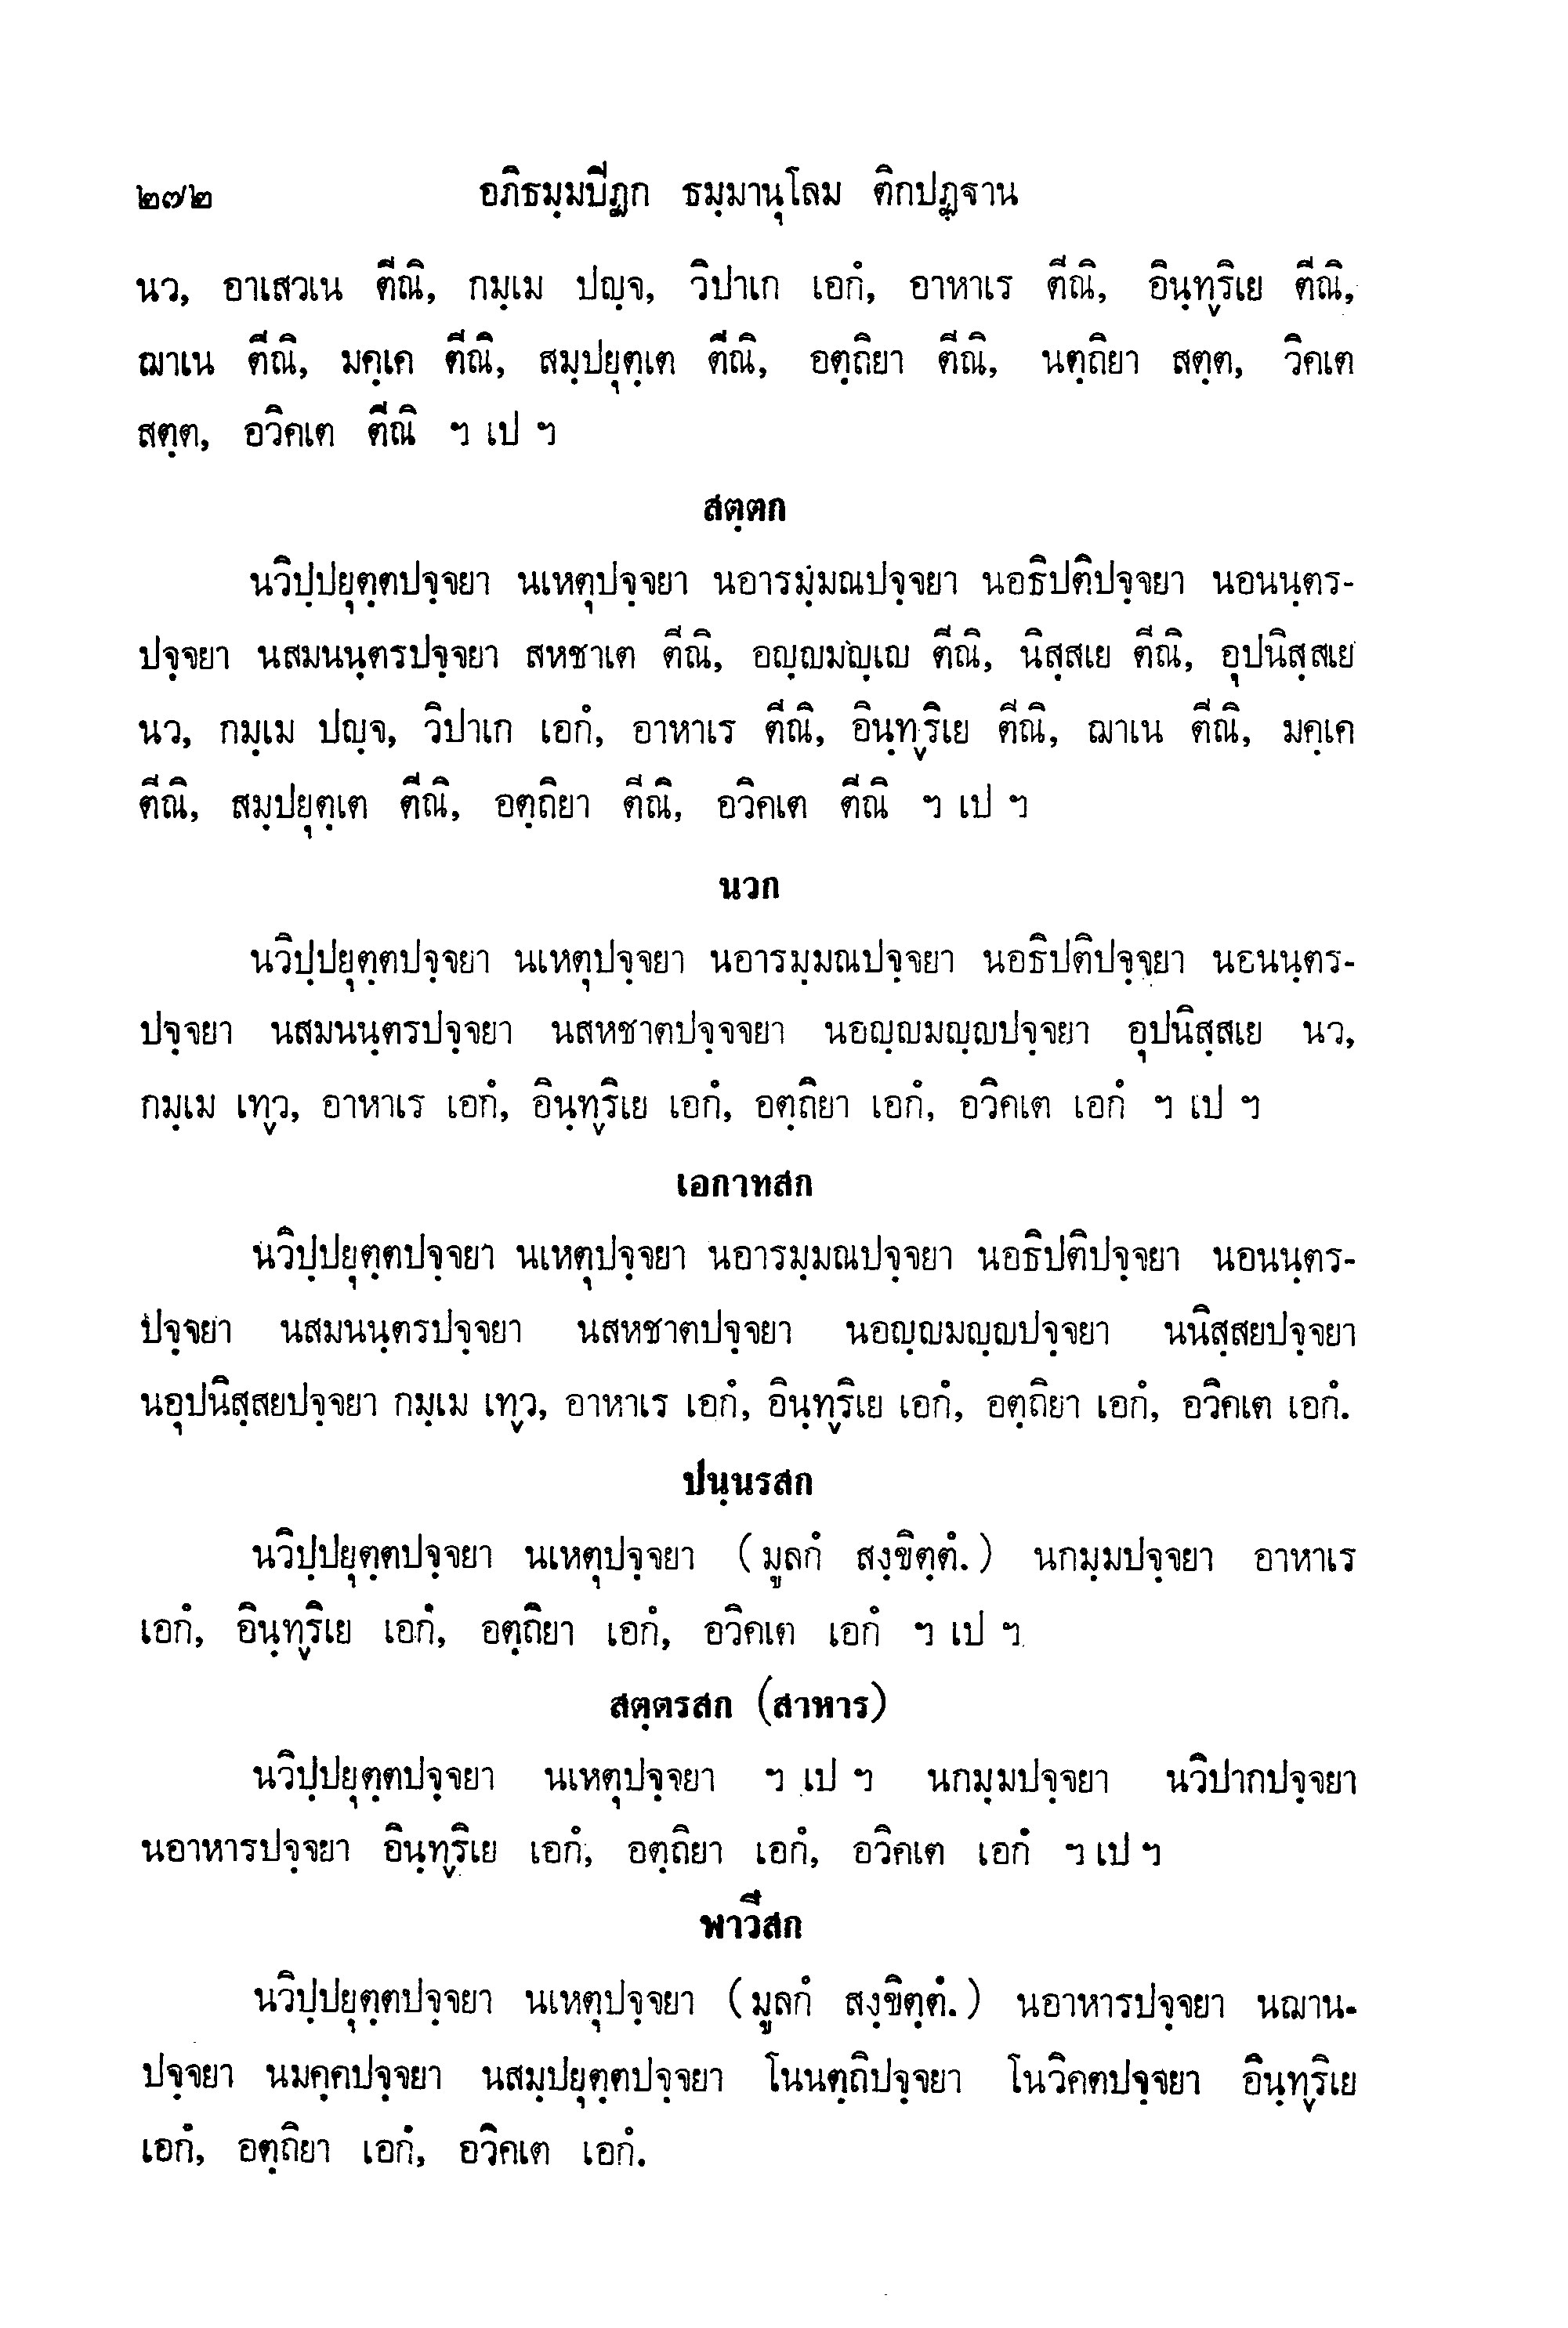 ๒๗๒ อภิธมฺมปีฏก ธมฺมานุโลม ติกปฏฺฐาน
นว, อาเสวเน ตีณิ, กมฺเม ปญฺจ, วิปาเก เอกํ, อาหาเร ตีณิ, อินฺทฺริเย ตีณิ,
ฌาเน ตีณิ, มคฺเค ตีณิ, สมฺปยุตฺเต ตีณิ, อตฺถิยา ตีณิ, นตฺถิยา สตฺต, วิคเต
สตฺต, อวิคเต ตีณิ ฯ เป ฯ
สตฺตก
นวิปฺปยุตฺตปจฺจยา นเหตุปจฺจยา นอารมฺมณปจฺจยา นอธิปติปจฺจยา นอนนฺตร-
ปจฺจยา นสมนนฺตรปจฺจยา สหชาเต ตีณิ, อญฺญมญฺเญ ตีณิ, นิสฺสเย ตีณิ, อุปนิสฺสเย
นว, กมฺเม ปญฺจ, วิปาเก เอกํ, อาหาเร ตีณิ, อินฺทฺริเย ตีณิ, ฌาเน ตีณิ, มคฺเค
ตีณิ, สมฺปยุตฺเต ตีณิ, อตฺถิยา ตีณิ, อวิคเต ตีณิ ฯ เป ฯ
นวก
นวิปฺปยุตฺตปจฺจยา นเหตุปจฺจยา นอารมฺมณปจฺจยา นอธิปติปจฺจยา นอนนฺตร-
ปจฺจยา นสมนนฺตรปจฺจยา นสหชาตปจฺจจยา นอญฺญมญฺญปจฺจยา อุปนิสฺสเย นว,
กมฺเม เทฺว, อาหาเร เอกํ, อินฺทฺริเย เอกํ, อตฺถิยา เอกํ, อวิคเต เอกํ ฯ เป ฯ
เอกาทสก
นวิปฺปยุตฺตปจฺจยา นเหตุปจฺจยา นอารมฺมณปจฺจยา นอธิปติปจฺจยา นอนนฺตร-
ปจฺจยา นสมนนฺตรปจฺจยา นสหชาตปจฺจยา นอญฺญมญฺญปจฺจยา นนิสฺสยปจฺจยา
นอุปนิสฺสยปจฺจยา กมฺเม เทฺว, อาหาเร เอกํ, อินฺทฺริเย เอกํ, อตฺถิยา เอกํ, อวิคเต เอกํ.
ปนฺนรสก
นวิปฺปยุตฺตปจฺจยา นเหตุปจฺจยา (มูลกํ สงฺขิตฺตํ.) นกมฺมปจฺจยา อาหาเร
เอกํ, อินฺทฺริเย เอกํ, อตฺถิยา เอกํ, อวิคเต เอกํ ฯ เป ฯ
สตฺตรสก (สาหาร)
นวิปฺปยุตฺตปจฺจยา นเหตุปจฺจยา ฯ เป ฯ นกมฺมปจฺจยา นวิปากปจฺจยา
นอาหารปจฺจยา อินฺทฺริเย เอกํ, อตฺถิยา เอกํ, อวิคเต เอกํ ฯ เป ฯ
พาวีสก
นวิปฺปยุตฺตปจฺจยา นเหตุปจฺจยา (มูลกํ สงฺขิตฺตํ.) นอาหารปจฺจยา นฌาน-
ปจฺจยา นมคฺคปจฺจยา นสมฺปยุตฺตปจฺจยา โนนตฺถิปจฺจยา โนวิคตปจฺจยา อินฺทฺริเย
เอกํ, อตฺถิยา เอกํ, อวิคเต เอกํ.